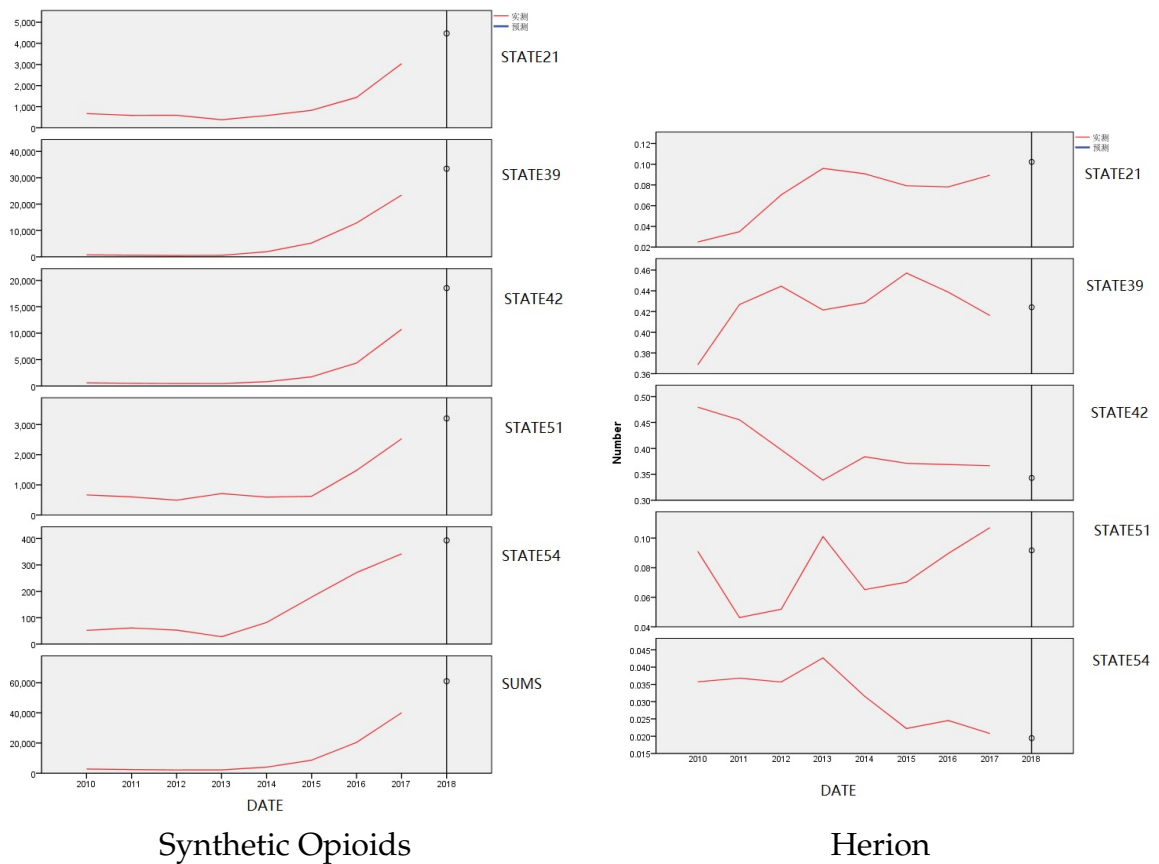 5,000
4,000
3,000
2,000
1,000
0
实测
预测
STATE21
40,000
30,000
20,000
10,000
0
STATE39
20,000
15,000
10,000
5,000
0
STATE42
3,000
2,000
1,000
0
STATE51
400
300
200
100
0
STATE54
60,000
40,000
20,000
0
SUMS
2010 2011 2012 2013 2014 2015 2016 2017 2018
DATE
Synthetic Opioids
0.12
0.10
0.08
0.06
0.04
0.02
实测
预测
STATE21
0.46
0.44
0.42
0.40
0.38
0.36
STATE39
Number
0.50
0.45
0.40
0.35
0.30
STATE42
0.10
0.08
0.06
0.04
STATE51
0.045
0.040
0.035
0.030
0.025
0.020
0.015
STATE54
2010 2011 2012 2013 2014 2015 2016 2017 2018
DATE
Herion